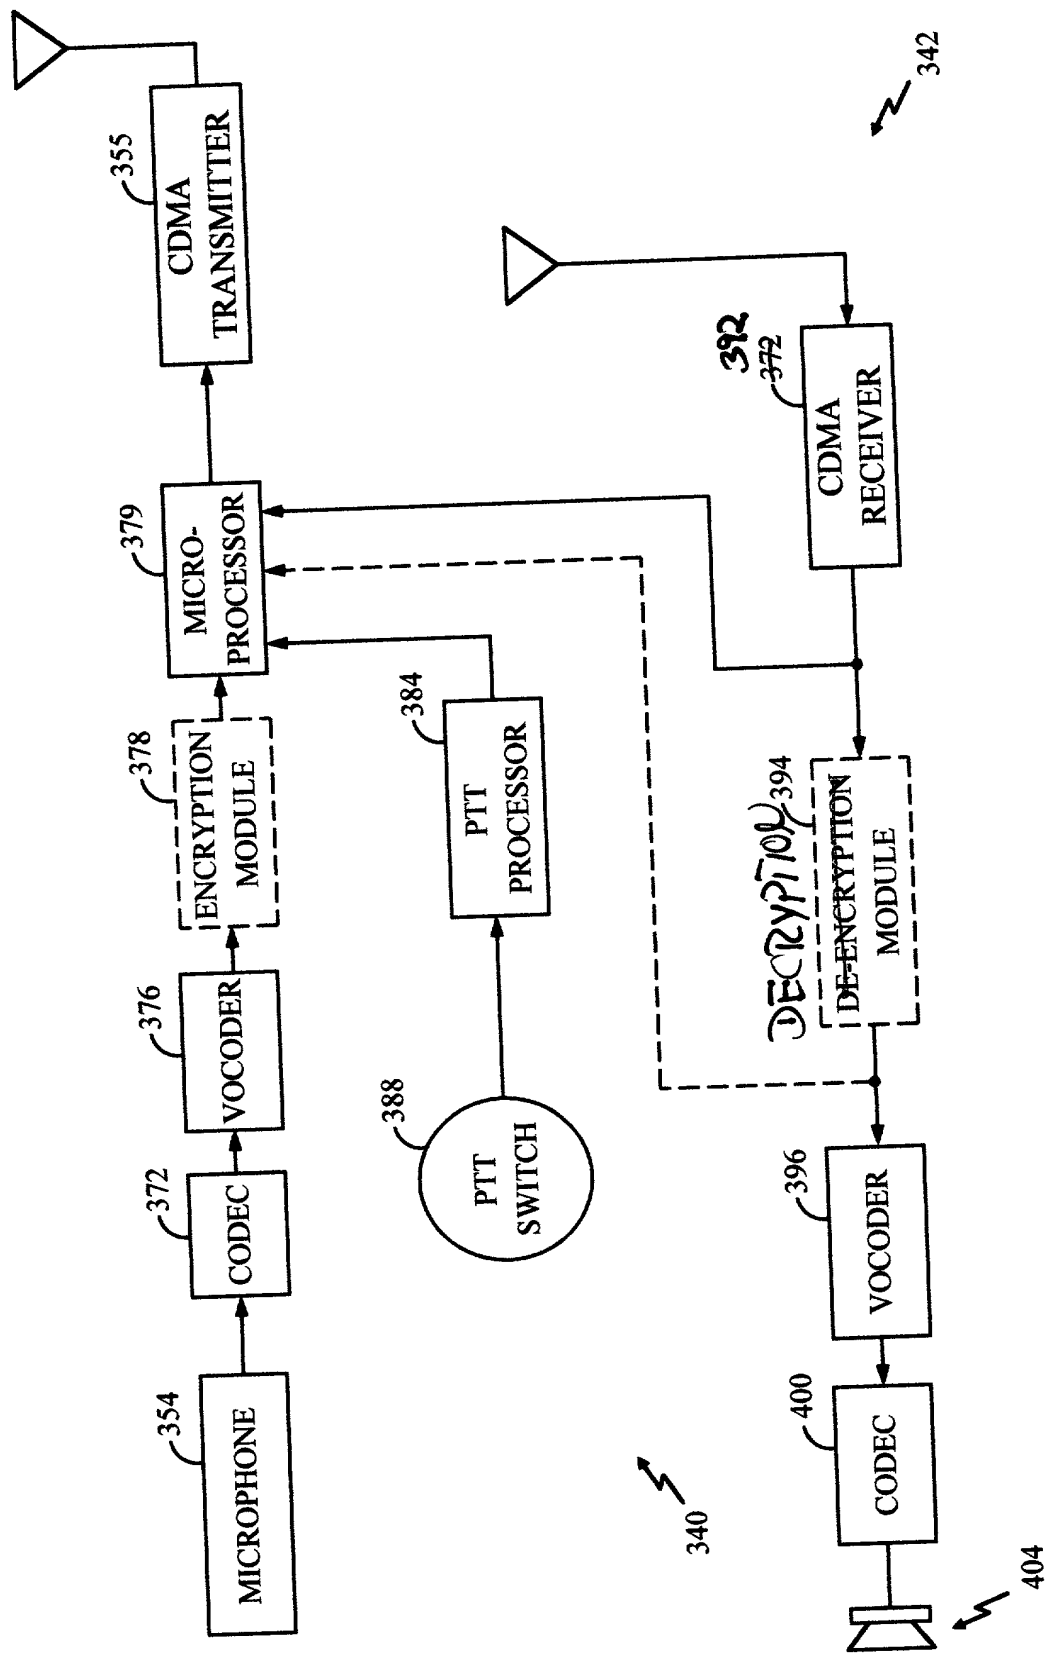 354
MICROPHONE
372
CODEC
376
VOCODER
378
ENCRYPTION
MODULE
379
MICRO-
PROCESSOR
355
CDMA
TRANSMITTER
388
PTT
SWITCH
384
PTT
PROCESSOR
340
342
404
400
CODEC
396
VOCODER
DECRYPTION
394
DE-ENCRYPTION
MODULE
392
372
CDMA
RECEIVER